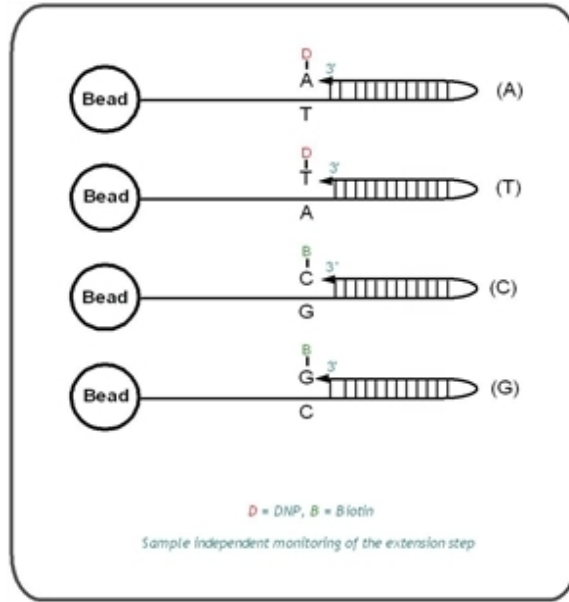 D
A 3'
Bead (A)
T
D
T 3'
Bead (T)
A
B
C 3'
Bead (C)
G
B
G 3'
Bead (G)
C
D = DNP, B = Biotin
Sample independent monitoring of the extension step